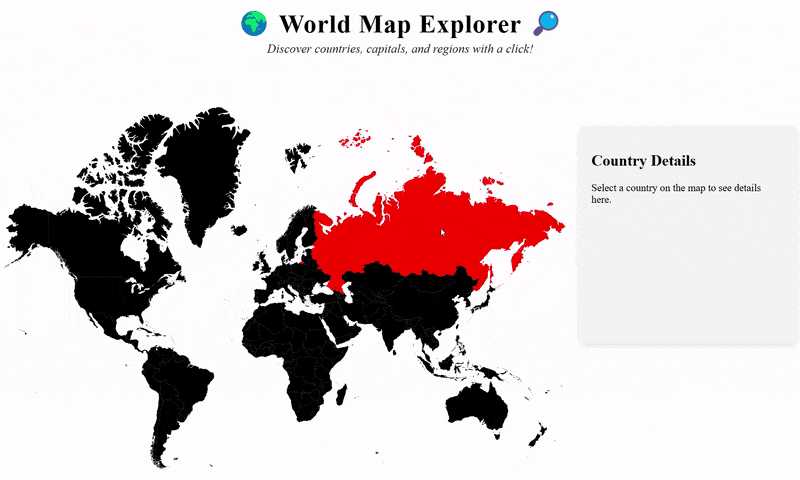 World Map Explorer
Discover countries, capitals, and regions with a click!
Country Details
Select a country on the map to see details
here.